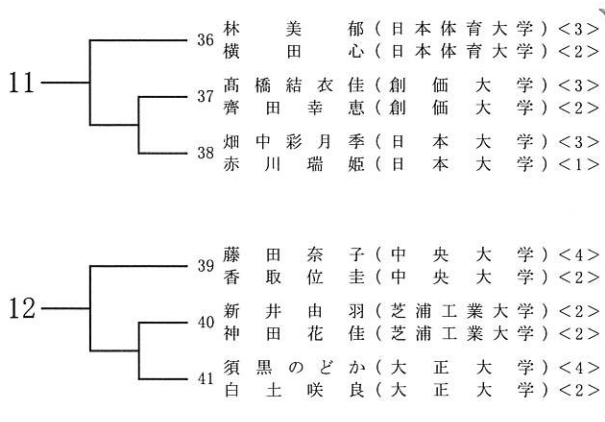 11
36 林美郁(日本体育大学)<3>
横田心(日本体育大学)<2>
37 髙橋結衣佳(創価大学)<3>
齊田幸恵(創価大学)<2>
38 畑中彩月季(日本大学)<3>
赤川瑞姫(日本大学)<1>
12
39 藤田奈子(中央大学)<4>
香取位圭(中央大学)<2>
40 新井由羽(芝浦工業大学)<2>
神田花佳(芝浦工業大学)<2>
41 須黒のどか(大正大学)<4>
白土咲良(大正大学)<2>